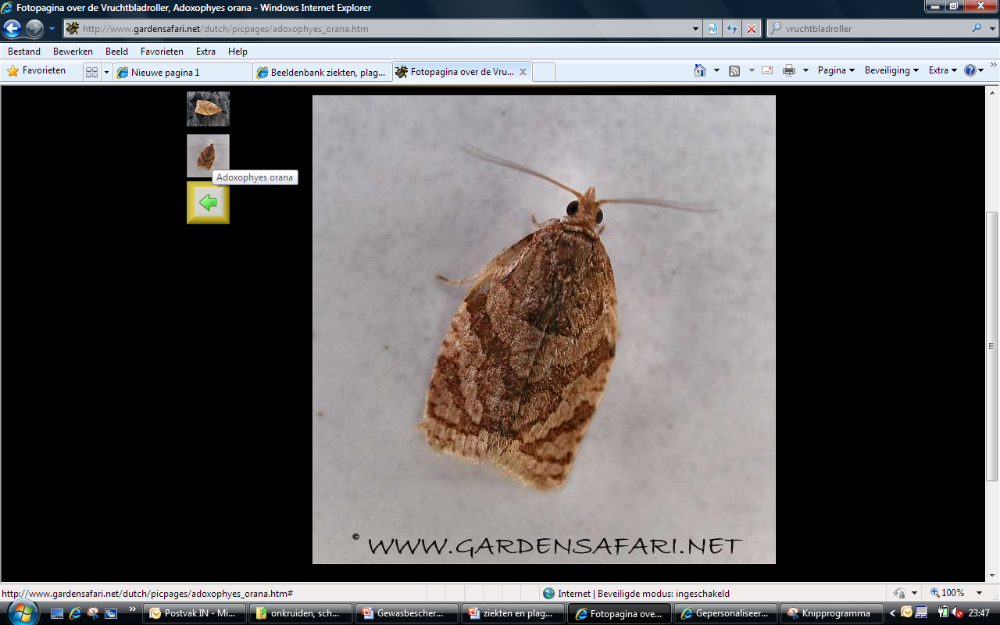 Fotopagina over de Vruchtbladroller, Adoxophyes orana - Windows Internet Explorer
http://www.gardensafari.net/dutch/picpages/adoxophyes_orana.htm
vruchtbladroller
Bestand Bewerken Beeld Favorieten Extra Help
Favorieten
Nieuwe pagina 1
Beeldenbank ziekten, plag...
Fotopagina over de Vru...
Pagina
Beveiliging
Extra
Adoxophyes orana
© WWW.GARDENSAFARI.NET
http://www.gardensafari.net/dutch/picpages/adoxophyes_orana.htm#
Internet | Beveiligde modus: ingeschakeld
100%
Postvak IN - Mi...
onkruiden, sch...
Gewasbescher...
ziekten en plag...
Fotopagina ove...
Gepersonaliseer...
Knipprogramma
23:47